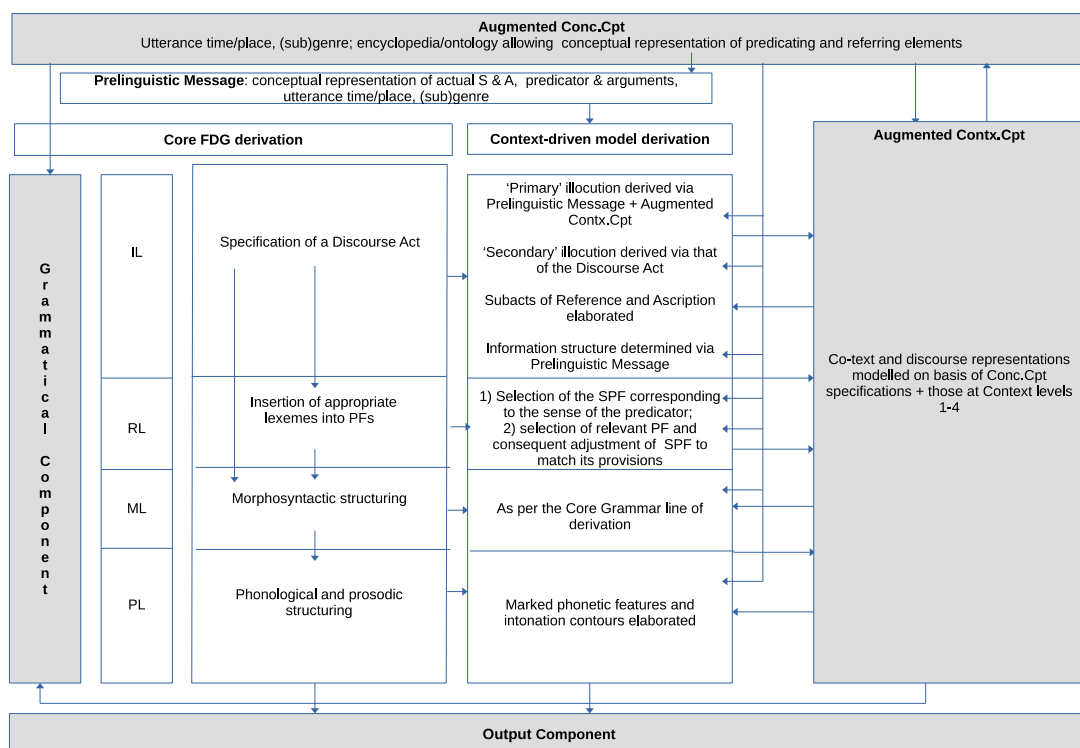 Augmented Conc.Cpt
Utterance time/place, (sub)genre; encyclopedia/ontology allowing conceptual representation of predicating and referring elements
Prelinguistic Message: conceptual representation of actual S & A, predicator & arguments,
utterance time/place, (sub)genre
Core FDG derivation
Context-driven model derivation
Augmented Contx.Cpt
Grammatical Component
IL
Specification of a Discourse Act
‘Primary’ illocution derived via
Prelinguistic Message + Augmented
Contx.Cpt
‘Secondary’ illocution derived via that
of the Discourse Act
Subacts of Reference and Ascription
elaborated
Information structure determined via
Prelinguistic Message
RL
Insertion of appropriate
lexemes into PFs
1) Selection of the SPF corresponding
to the sense of the predicator;
2) selection of relevant PF and
consequent adjustment of SPF to
match its provisions
Co-text and discourse representations
modelled on basis of Conc.Cpt
specifications + those at Context levels
1-4
ML
Morphosyntactic structuring
As per the Core Grammar line of
derivation
PL
Phonological and prosodic
structuring
Marked phonetic features and
intonation contours elaborated
Output Component